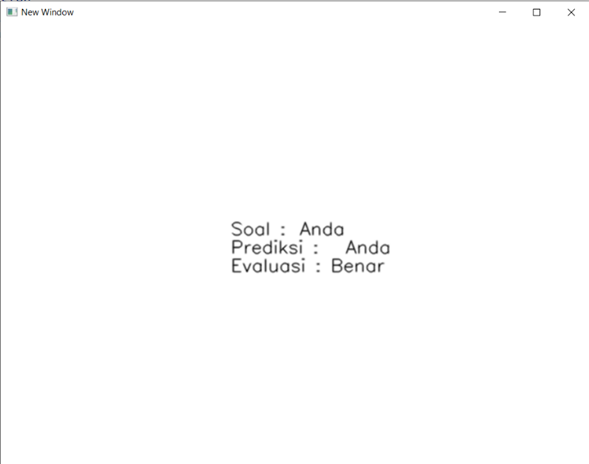 New Window
Soal : Anda
Prediksi : Anda
Evaluasi : Benar